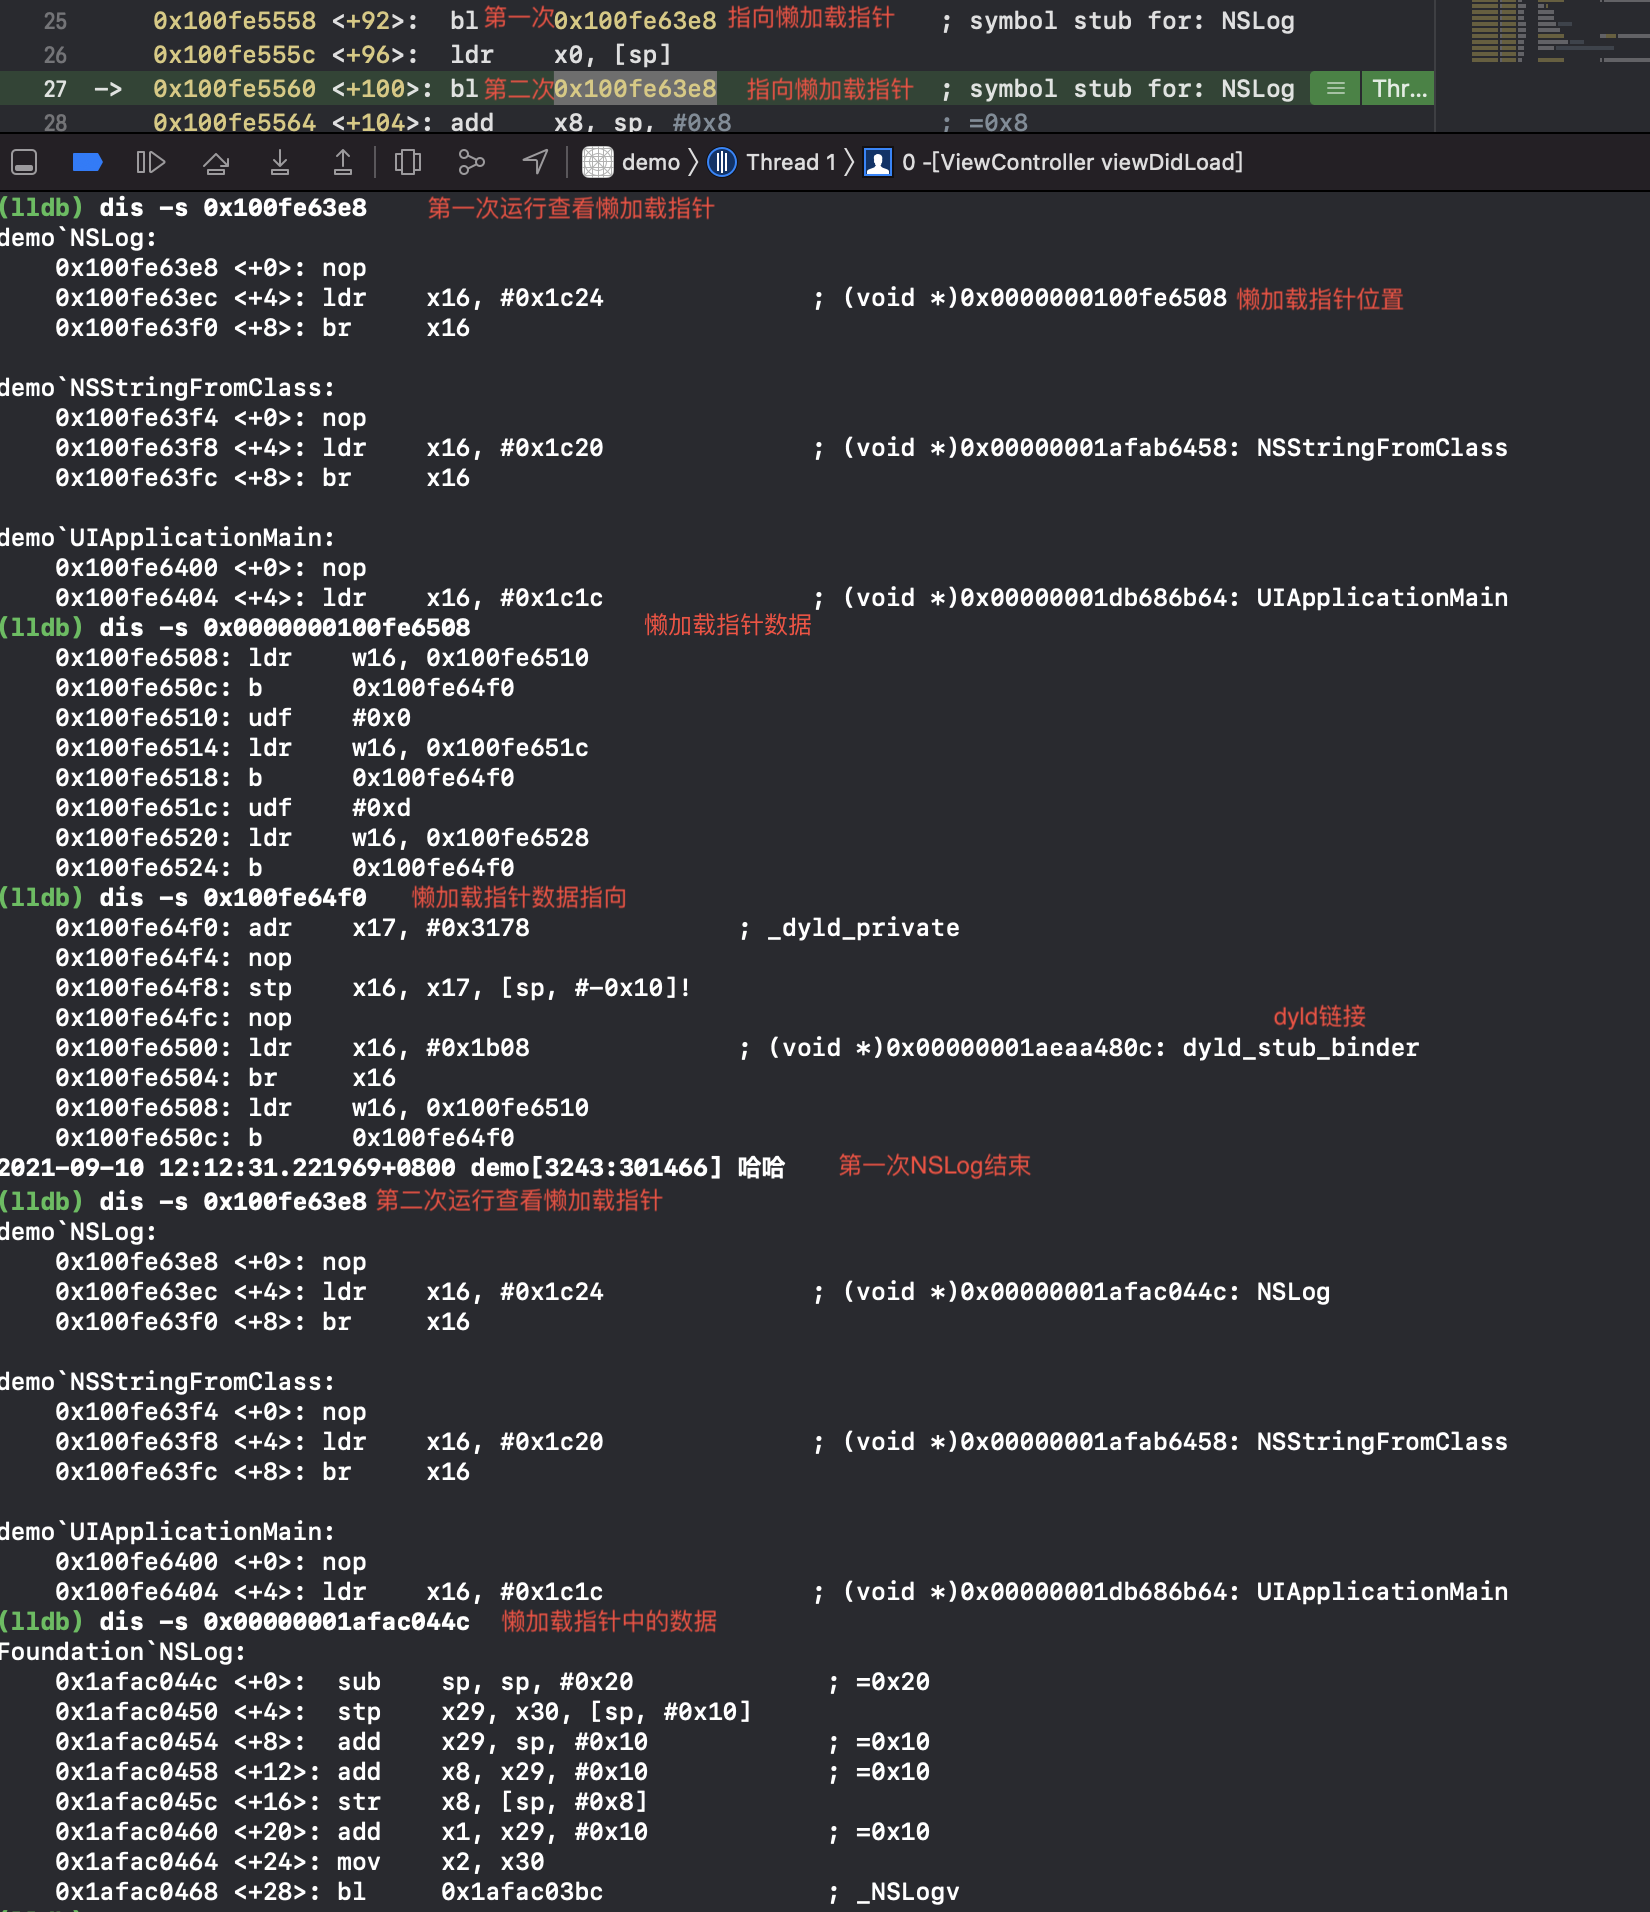 25 0x100fe5558 <+92>: bl 第一次0x100fe63e8 指向懒加载指针 ; symbol stub for: NSLog
26 0x100fe555c <+96>: ldr x0, [sp]
27 -> 0x100fe5560 <+100>: bl 第二次0x100fe63e8 指向懒加载指针 ; symbol stub for: NSLog Thr...
28 0x100fe5564 <+104>: add x8, sp, #0x8 ; =0x8
demo 〉 Thread 1 〉 0 -[ViewController viewDidLoad]
(lldb) dis -s 0x100fe63e8 第一次运行查看懒加载指针
demo`NSLog:
0x100fe63e8 <+0>: nop
0x100fe63ec <+4>: ldr x16, #0x1c24 ; (void *)0x0000000100fe6508 懒加载指针位置
0x100fe63f0 <+8>: br x16
demo`NSStringFromClass:
0x100fe63f4 <+0>: nop
0x100fe63f8 <+4>: ldr x16, #0x1c20 ; (void *)0x00000001afab6458: NSStringFromClass
0x100fe63fc <+8>: br x16
demo`UIApplicationMain:
0x100fe6400 <+0>: nop
0x100fe6404 <+4>: ldr x16, #0x1c1c ; (void *)0x00000001db686b64: UIApplicationMain
(lldb) dis -s 0x0000000100fe6508 懒加载指针数据
0x100fe6508: ldr w16, 0x100fe6510
0x100fe650c: b 0x100fe64f0
0x100fe6510: udf #0x0
0x100fe6514: ldr w16, 0x100fe651c
0x100fe6518: b 0x100fe64f0
0x100fe651c: udf #0xd
0x100fe6520: ldr w16, 0x100fe6528
0x100fe6524: b 0x100fe64f0
(lldb) dis -s 0x100fe64f0 懒加载指针数据指向
0x100fe64f0: adr x17, #0x3178 ; _dyld_private
0x100fe64f4: nop
0x100fe64f8: stp x16, x17, [sp, #-0x10]!
0x100fe64fc: nop dyld链接
0x100fe6500: ldr x16, #0x1b08 ; (void *)0x00000001aeaa480c: dyld_stub_binder
0x100fe6504: br x16
0x100fe6508: ldr w16, 0x100fe6510
0x100fe650c: b 0x100fe64f0
2021-09-10 12:12:31.221969+0800 demo[3243:301466] 哈哈 第一次NSLog结束
(lldb) dis -s 0x100fe63e8 第二次运行查看懒加载指针
demo`NSLog:
0x100fe63e8 <+0>: nop
0x100fe63ec <+4>: ldr x16, #0x1c24 ; (void *)0x00000001afac044c: NSLog
0x100fe63f0 <+8>: br x16
demo`NSStringFromClass:
0x100fe63f4 <+0>: nop
0x100fe63f8 <+4>: ldr x16, #0x1c20 ; (void *)0x00000001afab6458: NSStringFromClass
0x100fe63fc <+8>: br x16
demo`UIApplicationMain:
0x100fe6400 <+0>: nop
0x100fe6404 <+4>: ldr x16, #0x1c1c ; (void *)0x00000001db686b64: UIApplicationMain
(lldb) dis -s 0x00000001afac044c 懒加载指针中的数据
Foundation`NSLog:
0x1afac044c <+0>: sub sp, sp, #0x20 ; =0x20
0x1afac0450 <+4>: stp x29, x30, [sp, #0x10]
0x1afac0454 <+8>: add x29, sp, #0x10 ; =0x10
0x1afac0458 <+12>: add x8, x29, #0x10 ; =0x10
0x1afac045c <+16>: str x8, [sp, #0x8]
0x1afac0460 <+20>: add x1, x29, #0x10 ; =0x10
0x1afac0464 <+24>: mov x2, x30
0x1afac0468 <+28>: bl 0x1afac03bc ; _NSLogv